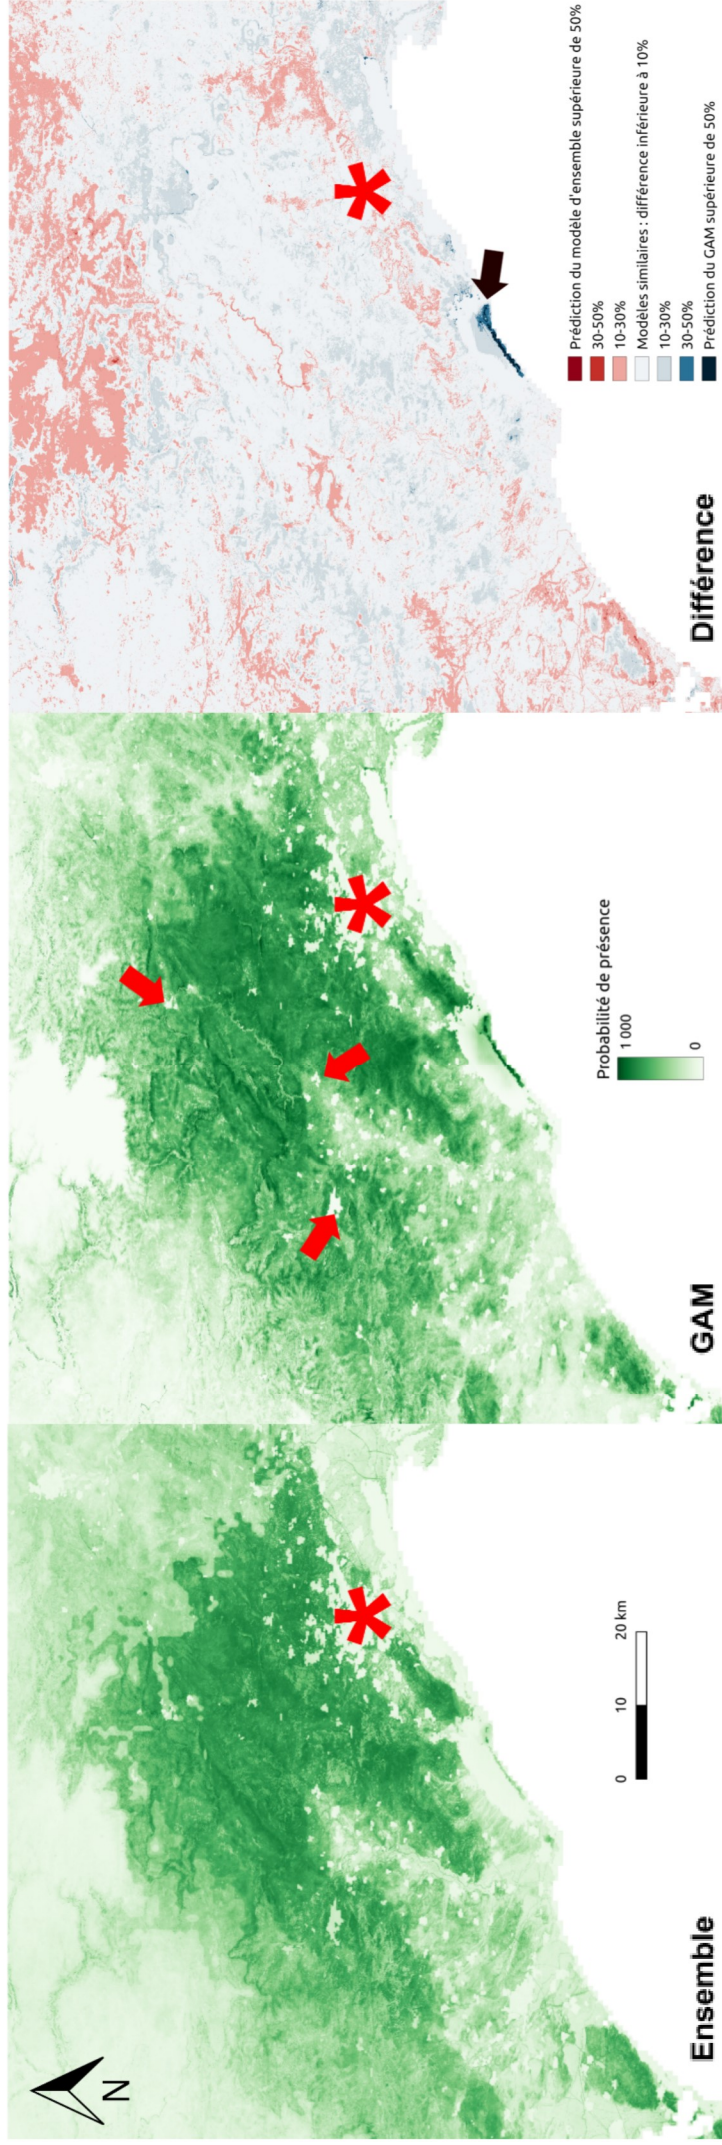 N
Ensemble
0 10 20 km
GAM
Probabilité de présence
1 000
0
Différence
Prédiction du modèle d'ensemble supérieure de 50%
30-50%
10-30%
Modèles similaires : différence inférieure à 10%
10-30%
30-50%
Prédiction du GAM supérieure de 50%